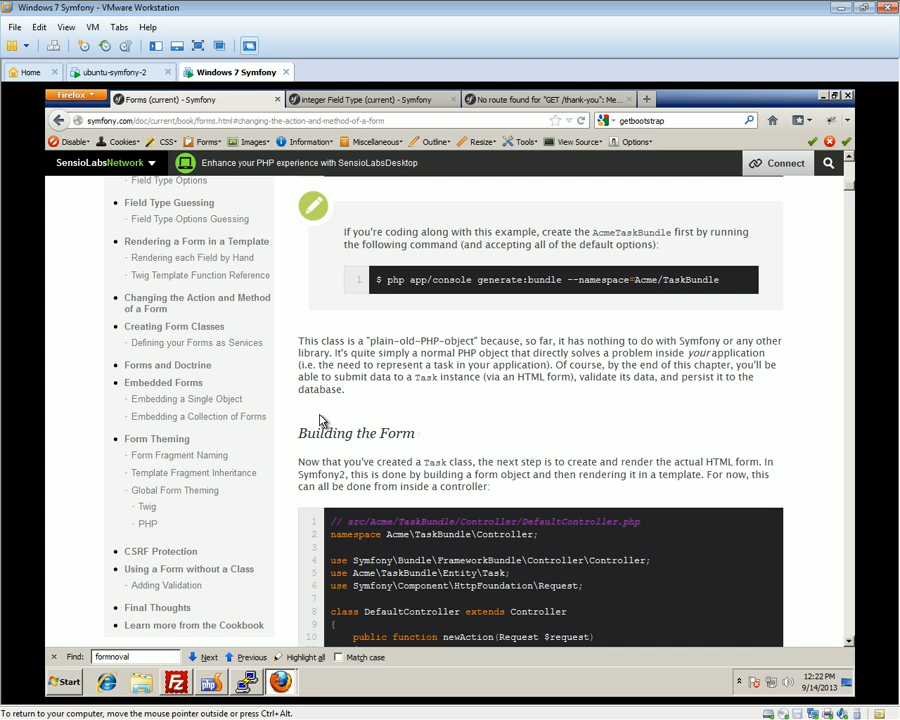 Windows 7 Symfony - VMware Workstation
File Edit View VM Tabs Help
Home ubuntu-symfony-2 Windows 7 Symfony
Firefox
Forms (current) - Symfony integer Field Type (current) - Symfony No route found for "GET /thank-you": Me...
symfony.com/doc/current/book/forms.html#changing-the-action-and-method-of-a-form getbootstrap
Disable Cookies CSS Forms Images Information Miscellaneous Outline Resize Tools View Source Options
SensioLabsNetwork Enhance your PHP experience with SensioLabsDesktop Connect
- Field Type Options
Field Type Guessing
- Field Type Options Guessing
Rendering a Form in a Template
- Rendering each Field by Hand
- Twig Template Function Reference
Changing the Action and Method
of a Form
Creating Form Classes
- Defining your Forms as Services
Forms and Doctrine
Embedded Forms
- Embedding a Single Object
- Embedding a Collection of Forms
Form Theming
- Form Fragment Naming
- Template Fragment Inheritance
- Global Form Theming
- Twig
- PHP
CSRF Protection
Using a Form without a Class
- Adding Validation
Final Thoughts
Learn more from the Cookbook
If you're coding along with this example, create the AcmeTaskBundle first by running
the following command (and accepting all of the default options):
1 $ php app/console generate:bundle --namespace=Acme/TaskBundle
This class is a "plain-old-PHP-object" because, so far, it has nothing to do with Symfony or any other
library. It's quite simply a normal PHP object that directly solves a problem inside your application
(i.e. the need to represent a task in your application). Of course, by the end of this chapter, you'll be
able to submit data to a Task instance (via an HTML form), validate its data, and persist it to the
database.
Building the Form
Now that you've created a Task class, the next step is to create and render the actual HTML form. In
Symfony2, this is done by building a form object and then rendering it in a template. For now, this
can all be done from inside a controller:
1 // src/Acme/TaskBundle/Controller/DefaultController.php
2 namespace Acme\TaskBundle\Controller;
3
4 use Symfony\Bundle\FrameworkBundle\Controller\Controller;
5 use Acme\TaskBundle\Entity\Task;
6 use Symfony\Component\HttpFoundation\Request;
7
8 class DefaultController extends Controller
9 {
10 public function newAction(Request $request)
Find: formnoval Next Previous Highlight all Match case
Start 12:22 PM
9/14/2013
To return to your computer, move the mouse pointer outside or press Ctrl+Alt.